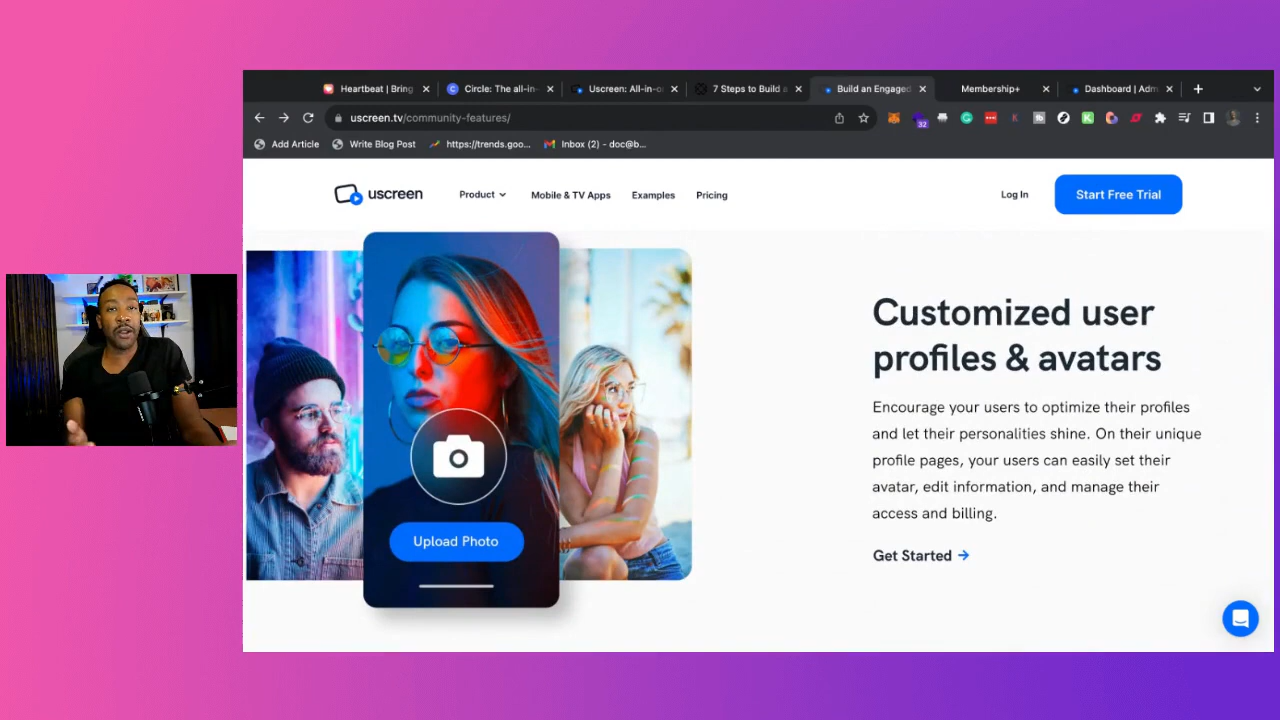 Heartbeat | Bring
Circle: The all-in-
Uscreen: All-in-o
7 Steps to Build a
Build an Engaged
Membership+
Dashboard | Adm
uscreen.tv/community-features/
32
Add Article
Write Blog Post
https://trends.goo...
Inbox (2) - doc@b...
uscreen
Product
Mobile & TV Apps
Examples
Pricing
Log In
Start Free Trial
Customized user
profiles & avatars
Encourage your users to optimize their profiles
and let their personalities shine. On their unique
profile pages, your users can easily set their
avatar, edit information, and manage their
access and billing.
Get Started
Upload Photo